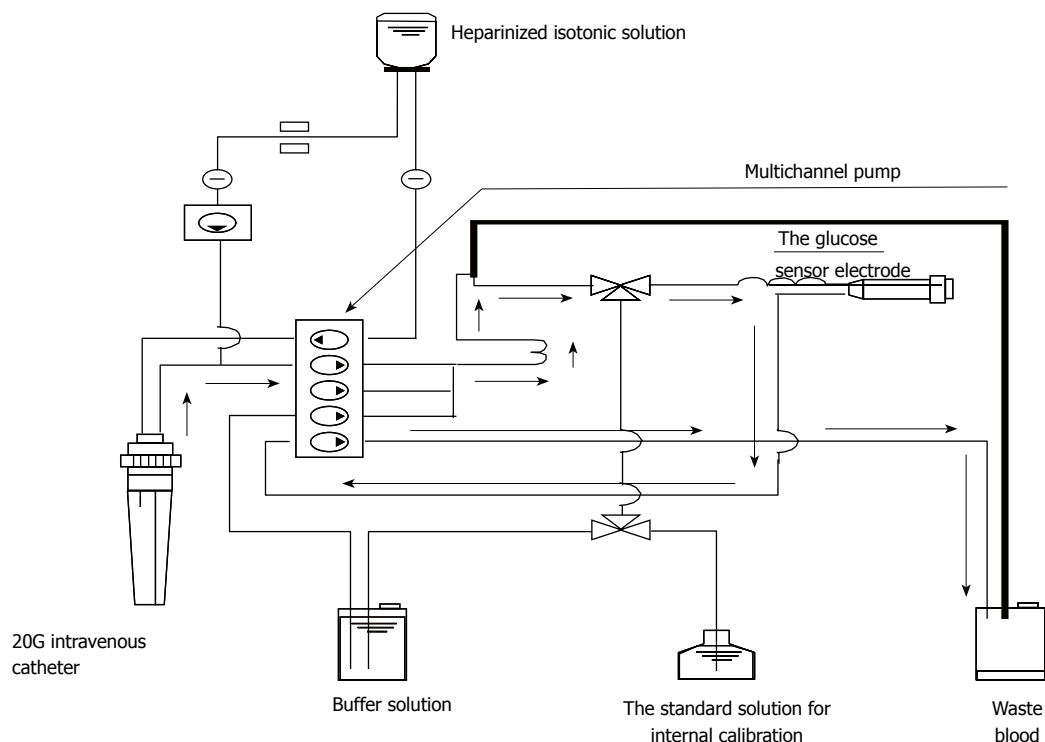 Heparinized isotonic solution
Multichannel pump
The glucose
sensor electrode
20G intravenous
catheter
Buffer solution
The standard solution for
internal calibration
Waste
blood